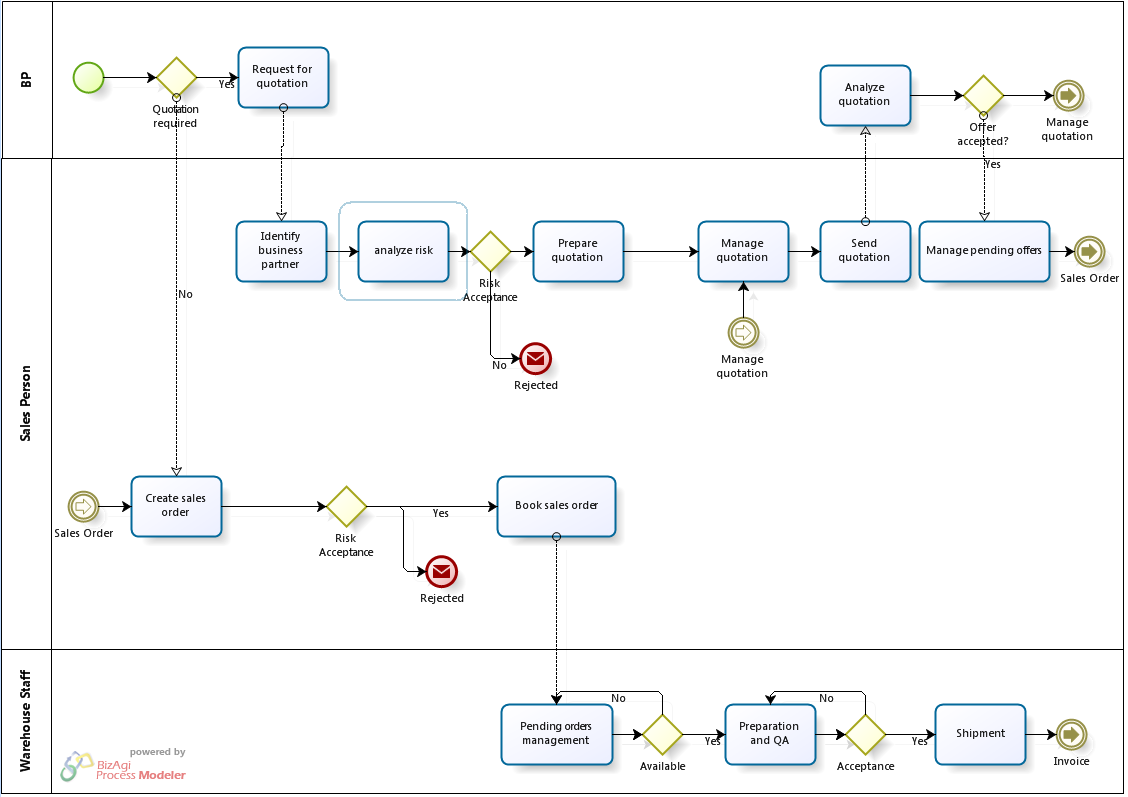 BP
Quotation
required
Yes
Request for
quotation
Analyze
quotation
Offer
accepted?
Manage
quotation
Yes
Sales Person
Identify
business
partner
analyze risk
Risk
Acceptance
Prepare
quotation
Manage
quotation
Send
quotation
Manage pending offers
Sales Order
No
No
Rejected
Manage
quotation
Sales Order
Create sales
order
Risk
Acceptance
Yes
Book sales order
Rejected
Warehouse Staff
Pending orders
management
No
Available
Yes
Preparation
and QA
No
Acceptance
Yes
Shipment
Invoice
powered by
BizAgi
Process Modeler